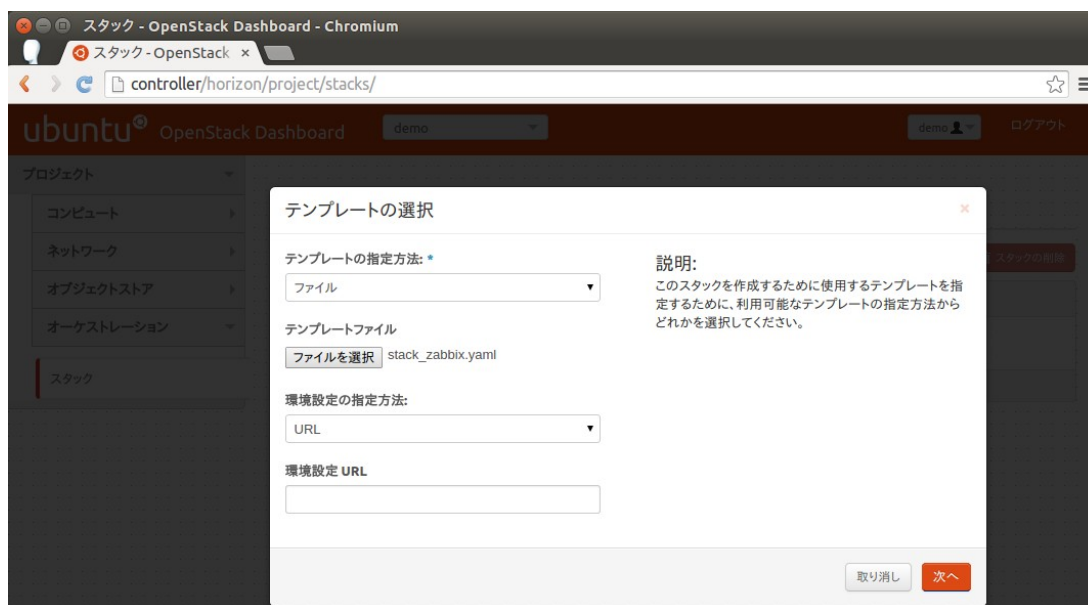 スタック - OpenStack Dashboard - Chromium
スタック - OpenStack ×
controller/horizon/project/stacks/
ubuntu® OpenStack Dashboard demo demo ログアウト
プロジェクト
コンピュート
ネットワーク
オブジェクトストア
オーケストレーション
スタック
スタックの削除
テンプレートの選択 ×
テンプレートの指定方法: *
ファイル
テンプレートファイル
ファイルを選択 stack_zabbix.yaml
環境設定の指定方法:
URL
環境設定 URL
説明:
このスタックを作成するために使用するテンプレートを指
定するために、利用可能なテンプレートの指定方法から
どれかを選択してください。
取り消し 次へ